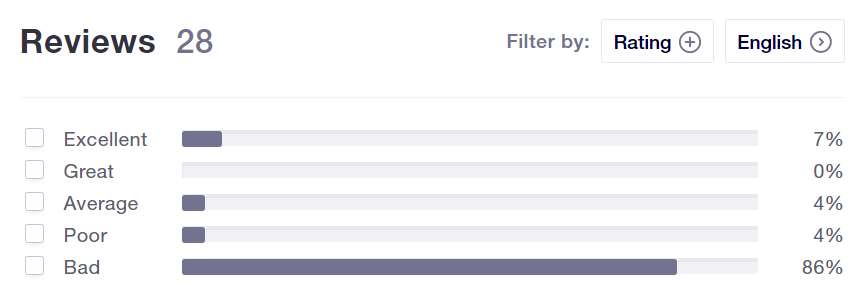 Reviews 28 Filter by: Rating English
Excellent 7%
Great 0%
Average 4%
Poor 4%
Bad 86%